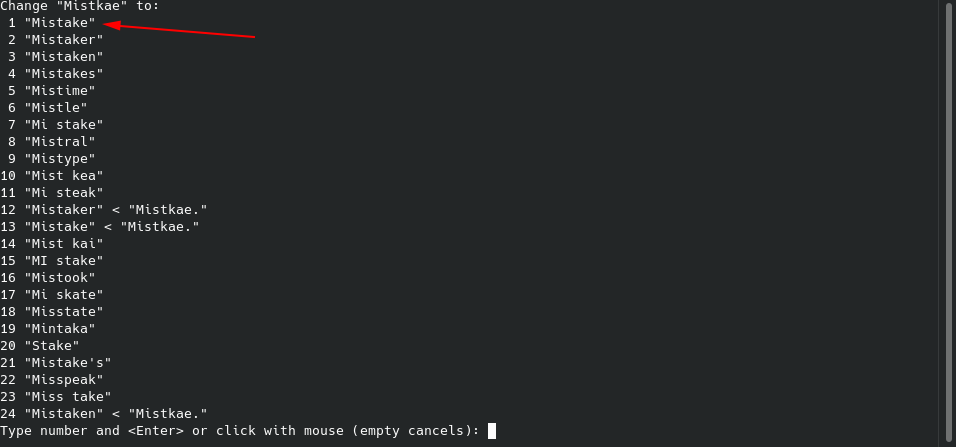 Change "Mistkae" to:
 1 "Mistake"
 2 "Mistaker"
 3 "Mistaken"
 4 "Mistakes"
 5 "Mistime"
 6 "Mistle"
 7 "Mi stake"
 8 "Mistral"
 9 "Mistype"
10 "Mist kea"
11 "Mi steak"
12 "Mistaker" < "Mistkae."
13 "Mistake" < "Mistkae."
14 "Mist kai"
15 "MI stake"
16 "Mistook"
17 "Mi skate"
18 "Misstate"
19 "Mintaka"
20 "Stake"
21 "Mistake's"
22 "Misspeak"
23 "Miss take"
24 "Mistaken" < "Mistkae."
Type number and <Enter> or click with mouse (empty cancels):